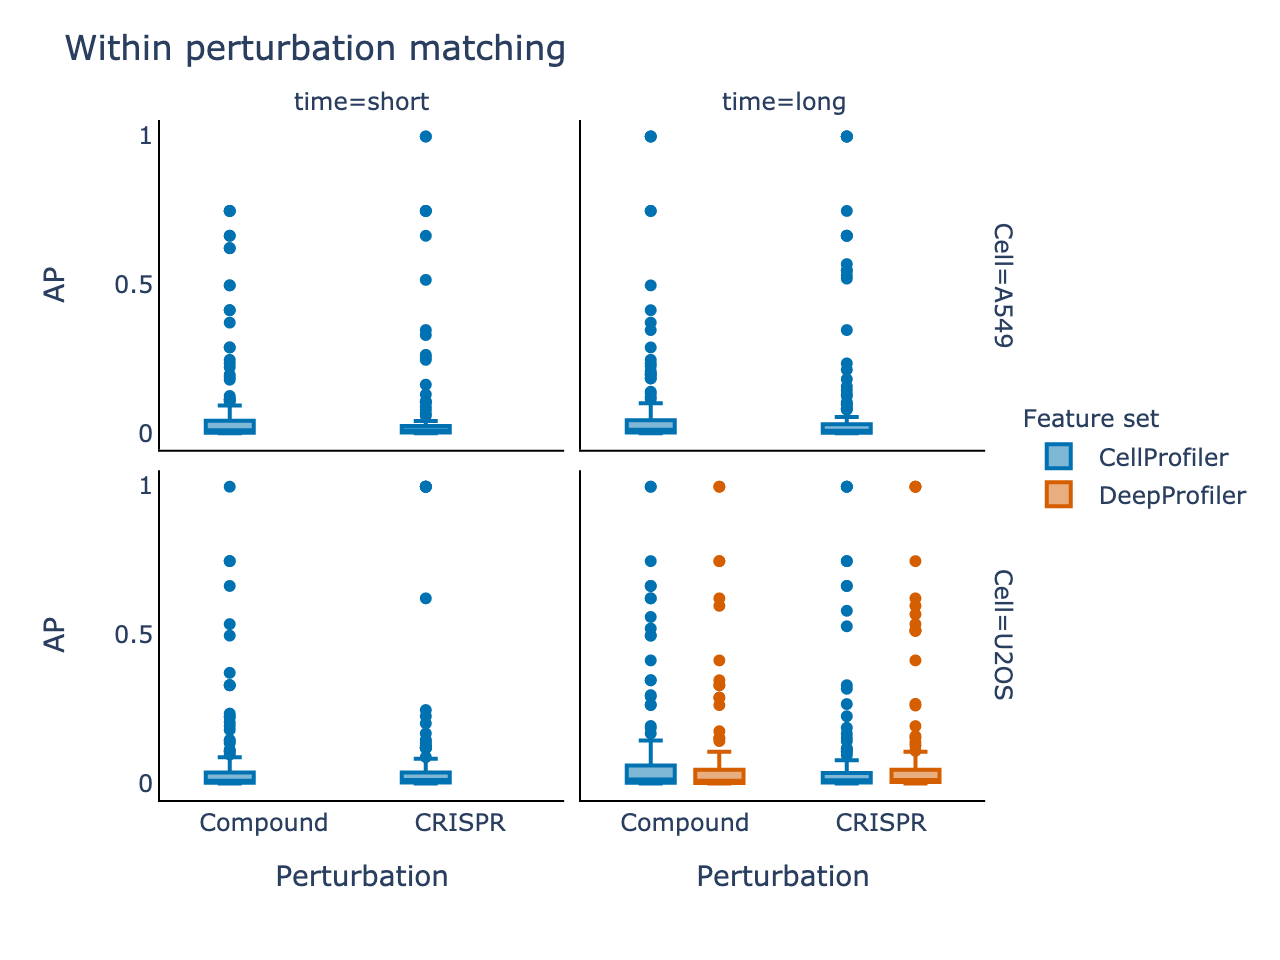 Within perturbation matching
time=short
time=long
1
0.5
0
AP
Cell=A549
1
0.5
0
AP
Cell=U2OS
Compound
CRISPR
Compound
CRISPR
Perturbation
Perturbation
Feature set
CellProfiler
DeepProfiler